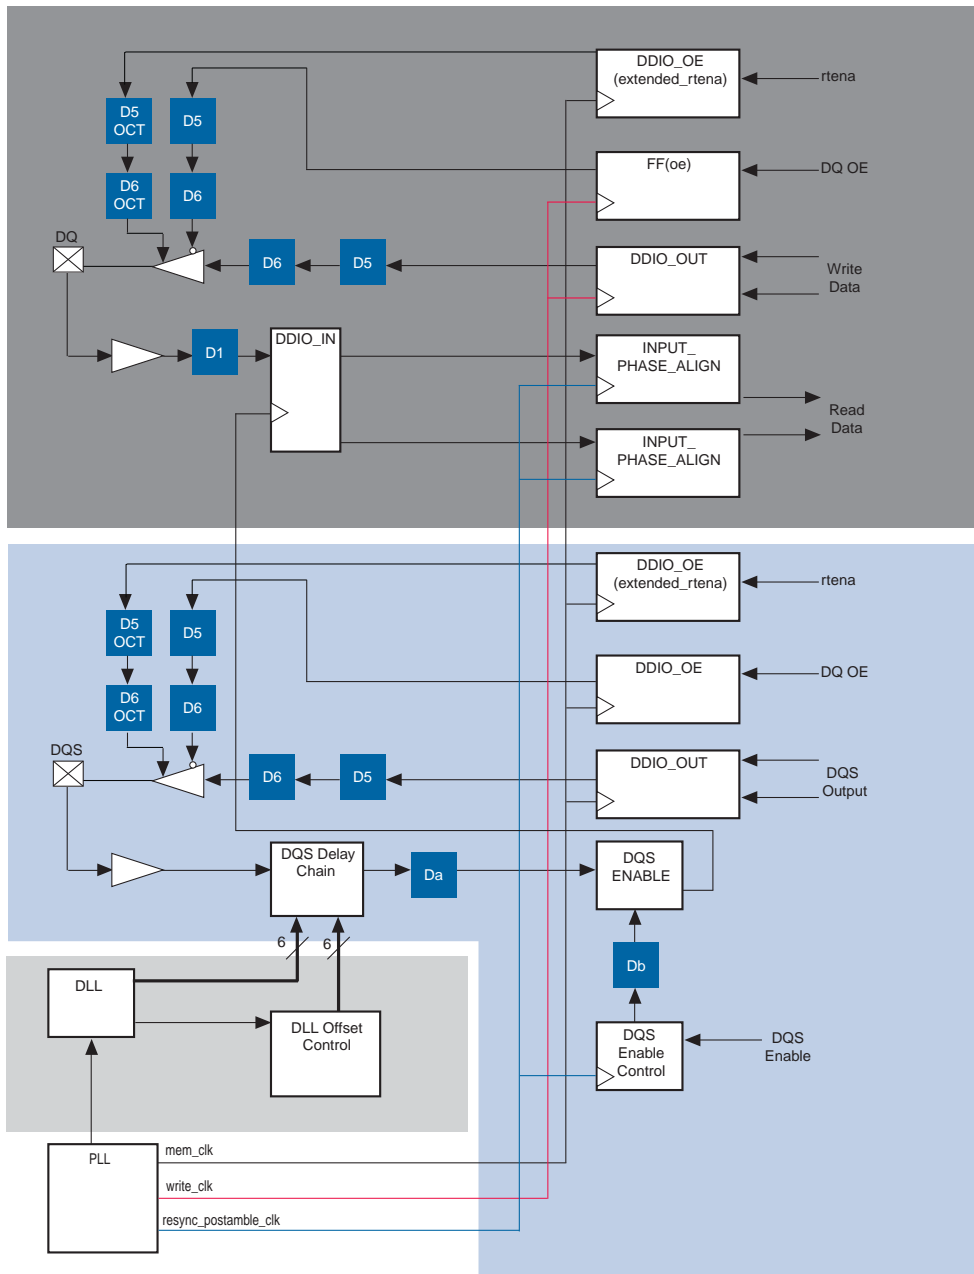 DDIO_OE
(extended_rtena)
rtena
D5
OCT
D5
FF(oe)
DQ OE
D6
OCT
D6
DQ
D6
D5
DDIO_OUT
Write
Data
D1
DDIO_IN
INPUT_
PHASE_ALIGN
Read
Data
INPUT_
PHASE_ALIGN
DDIO_OE
(extended_rtena)
rtena
D5
OCT
D5
DDIO_OE
DQ OE
D6
OCT
D6
DQS
D6
D5
DDIO_OUT
DQS
Output
DQS Delay
Chain
Da
DQS
ENABLE
6
6
Db
DLL
DLL Offset
Control
DQS
Enable
Control
DQS
Enable
PLL
mem_clk
write_clk
resync_postamble_clk